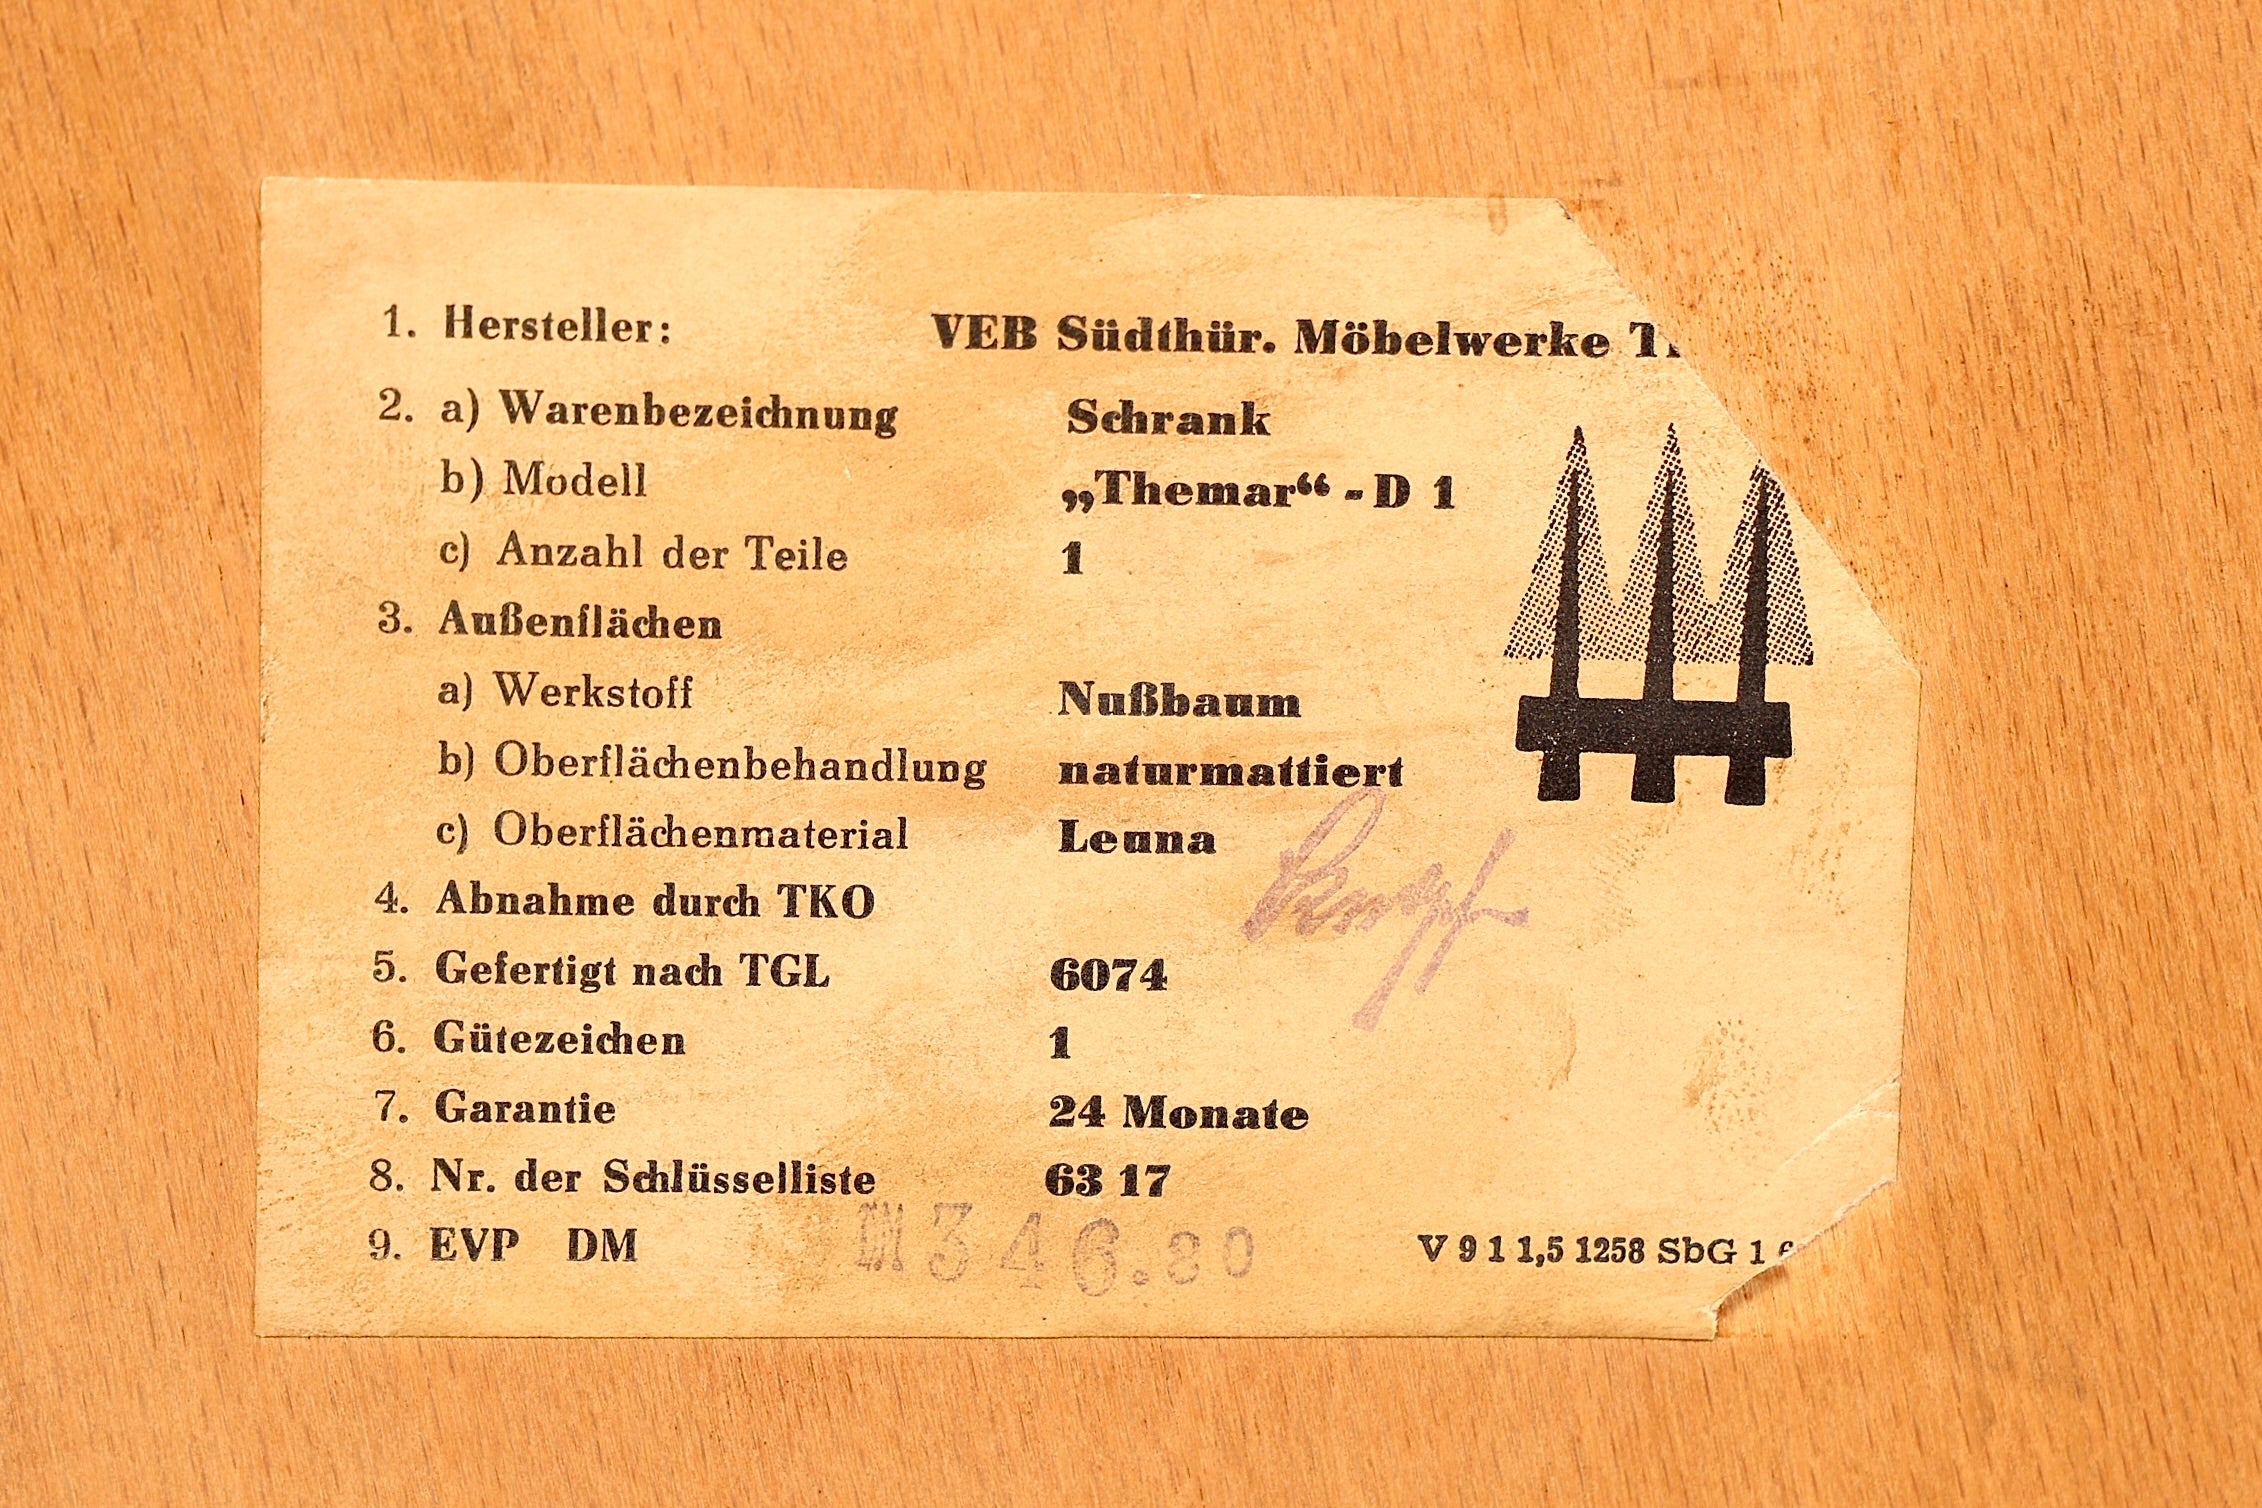 1. Hersteller: VEB Südthür. Möbelwerke
2. a) Warenbezeichnung Schrank
b) Modell „Themar“ - D 1
c) Anzahl der Teile 1
3. Außenflächen
a) Werkstoff Nußbaum
b) Oberflächenbehandlung naturmattiert
c) Oberflächenmaterial Leuna
4. Abnahme durch TKO
5. Gefertigt nach TGL 6074
6. Gütezeichen 1
7. Garantie 24 Monate
8. Nr. der Schlüsselliste 63 17
9. EVP DM 346.80
V 9 1 1,5 1258 SbG 1